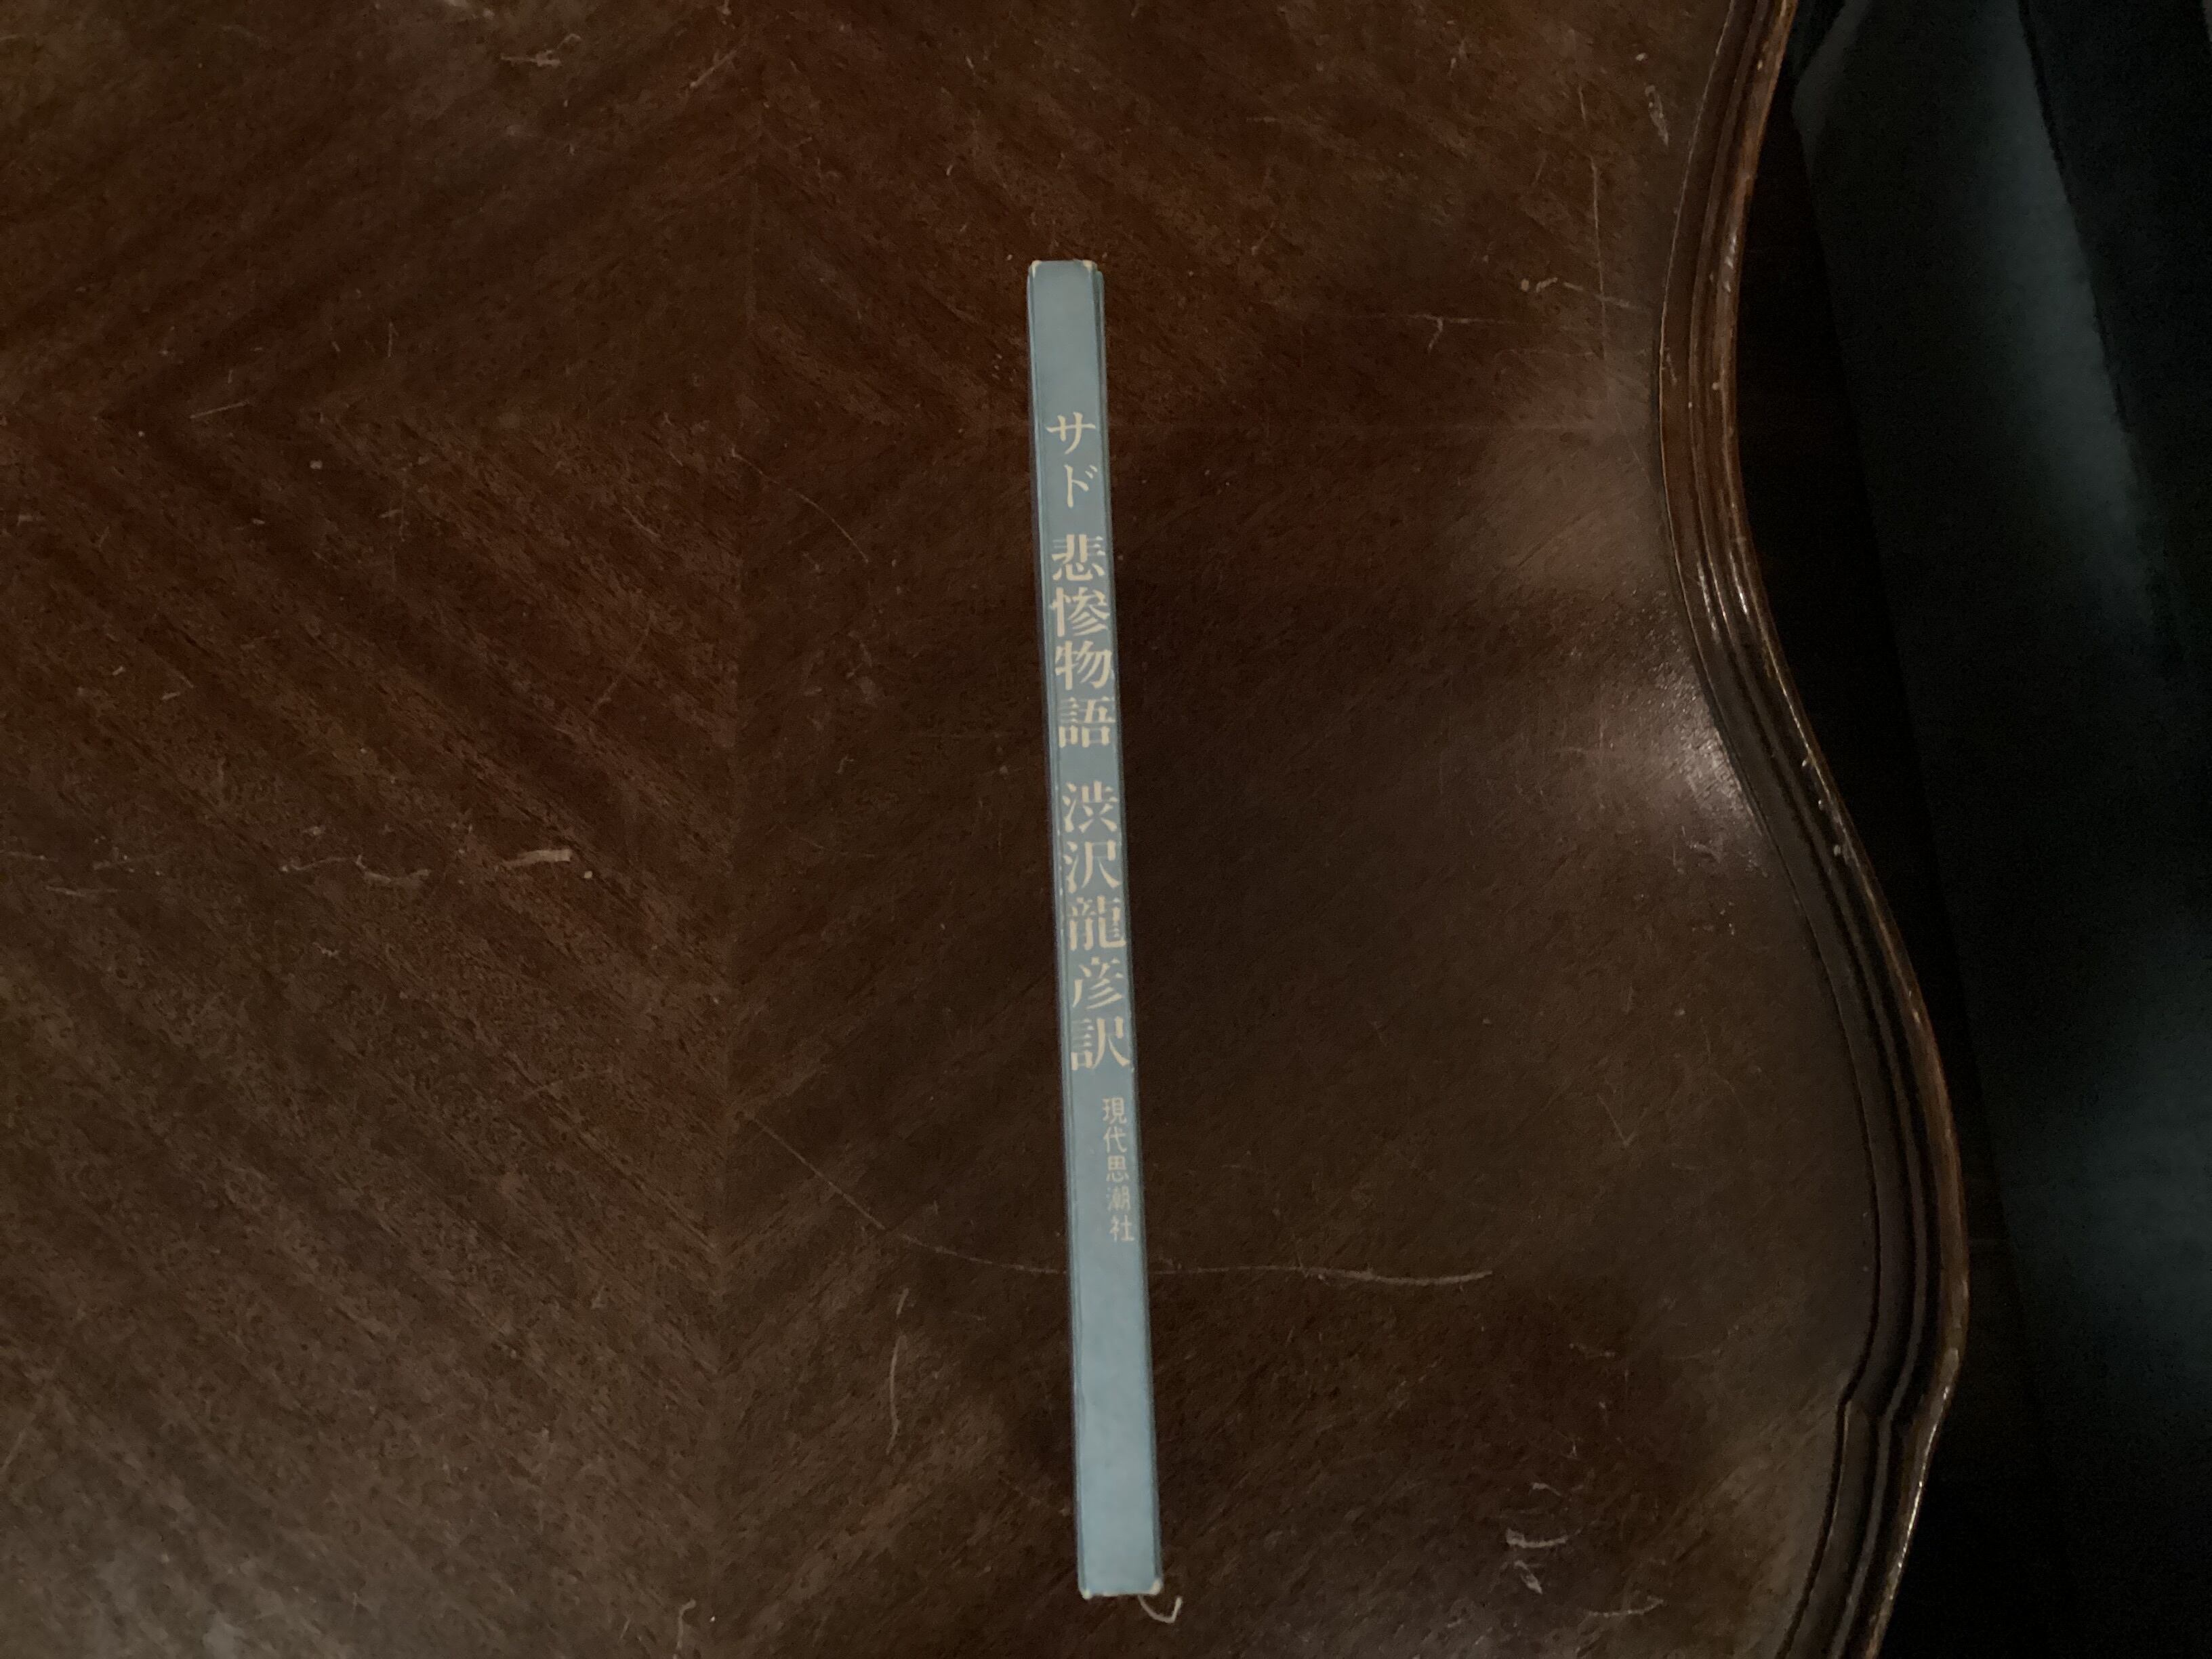 サド 悲惨物語 渋沢龍彦訳
現代思潮社